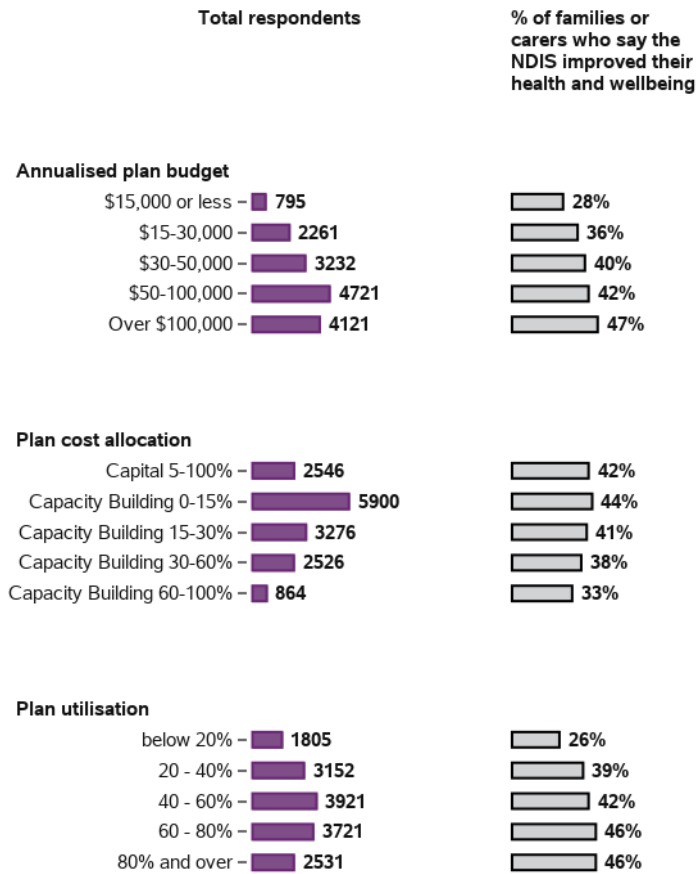 Total respondents
% of families or
carers who say the
NDIS improved their
health and wellbeing
Annualised plan budget
$15,000 or less – 795 28%
$15-30,000 – 2261 36%
$30-50,000 – 3232 40%
$50-100,000 – 4721 42%
Over $100,000 – 4121 47%
Plan cost allocation
Capital 5-100% – 2546 42%
Capacity Building 0-15% – 5900 44%
Capacity Building 15-30% – 3276 41%
Capacity Building 30-60% – 2526 38%
Capacity Building 60-100% – 864 33%
Plan utilisation
below 20% – 1805 26%
20 - 40% – 3152 39%
40 - 60% – 3921 42%
60 - 80% – 3721 46%
80% and over – 2531 46%